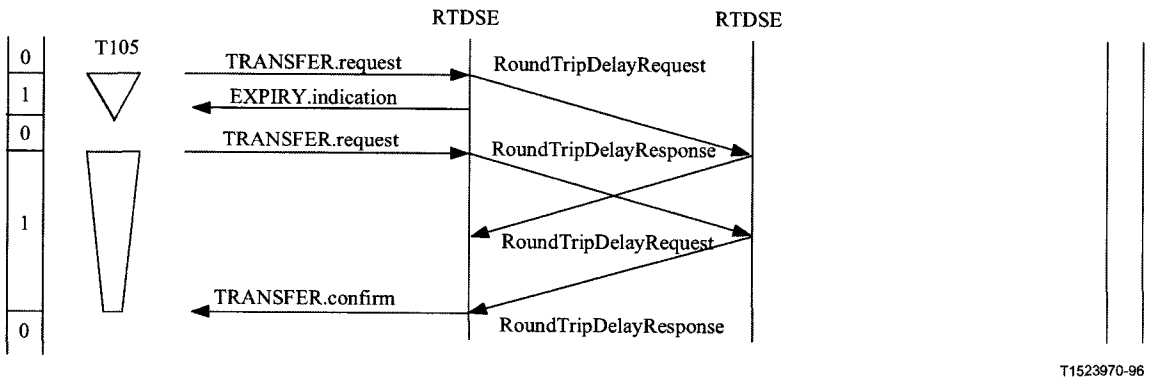 RTDSE
RTDSE
T105
0
TRANSFER.request
RoundTripDelayRequest
1
EXPIRY.indication
0
TRANSFER.request
RoundTripDelayResponse
1
RoundTripDelayRequest
TRANSFER.confirm
0
RoundTripDelayResponse
T1523970-96